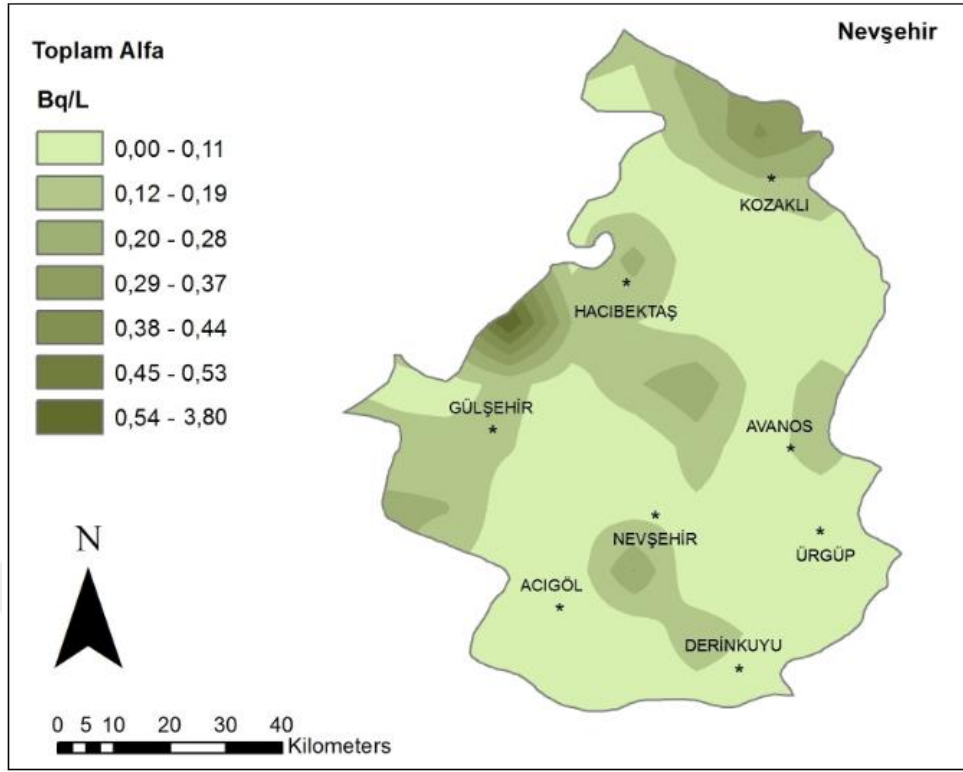 Nevşehir
Toplam Alfa
Bq/L
0,00 - 0,11
0,12 - 0,19
0,20 - 0,28
0,29 - 0,37
0,38 - 0,44
0,45 - 0,53
0,54 - 3,80
KOZAKLI
HACIBEKTAŞ
GÜLŞEHİR
AVANOS
NEVŞEHİR
ÜRGÜP
ACIGÖL
DERİNKUYU
N
0 5 10 20 30 40
Kilometers